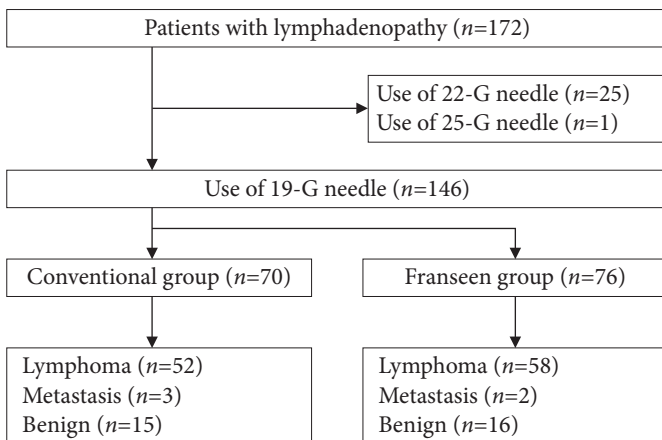 Patients with lymphadenopathy (n=172)
Use of 22-G needle (n=25)
Use of 25-G needle (n=1)
Use of 19-G needle (n=146)
Conventional group (n=70)
Franseen group (n=76)
Lymphoma (n=52)
Metastasis (n=3)
Benign (n=15)
Lymphoma (n=58)
Metastasis (n=2)
Benign (n=16)